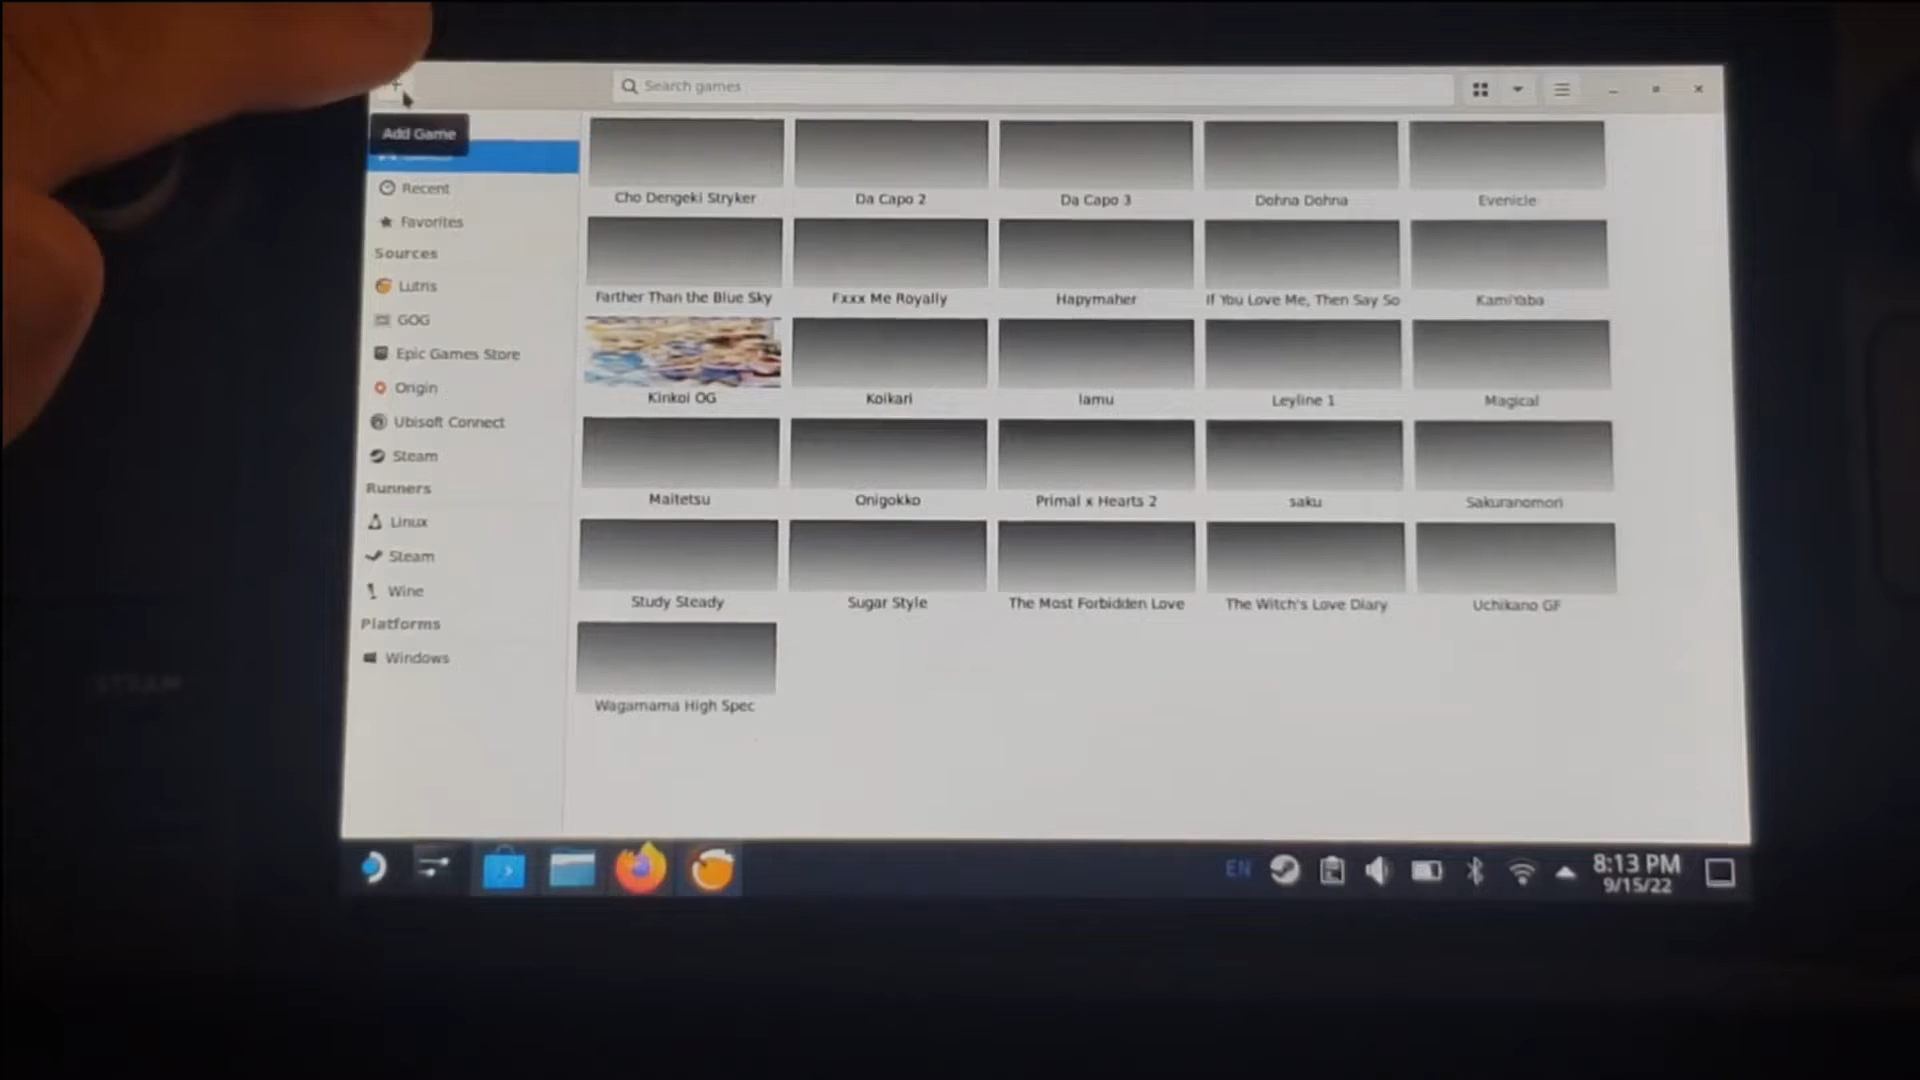 Search games
Add Game
Recent
Favorites
Sources
Lutris
GOG
Epic Games Store
Origin
Ubisoft Connect
Steam
Runners
Linux
Steam
Wine
Platforms
Windows
Cho Dengeki Stryker
Da Capo 2
Da Capo 3
Dohna Dohna
Evenicle
Farther Than the Blue Sky
Fxxx Me Royally
Hapymaher
If You Love Me, Then Say So
KamiYaba
Kinkoi OG
Koikari
lamu
Leyline 1
Magical
Maitetsu
Onigokko
Primal x Hearts 2
saku
Sakuranomori
Study Steady
Sugar Style
The Most Forbidden Love
The Witch's Love Diary
Uchikano GF
Wagamama High Spec
EN
8:13 PM
9/15/22
STEAM